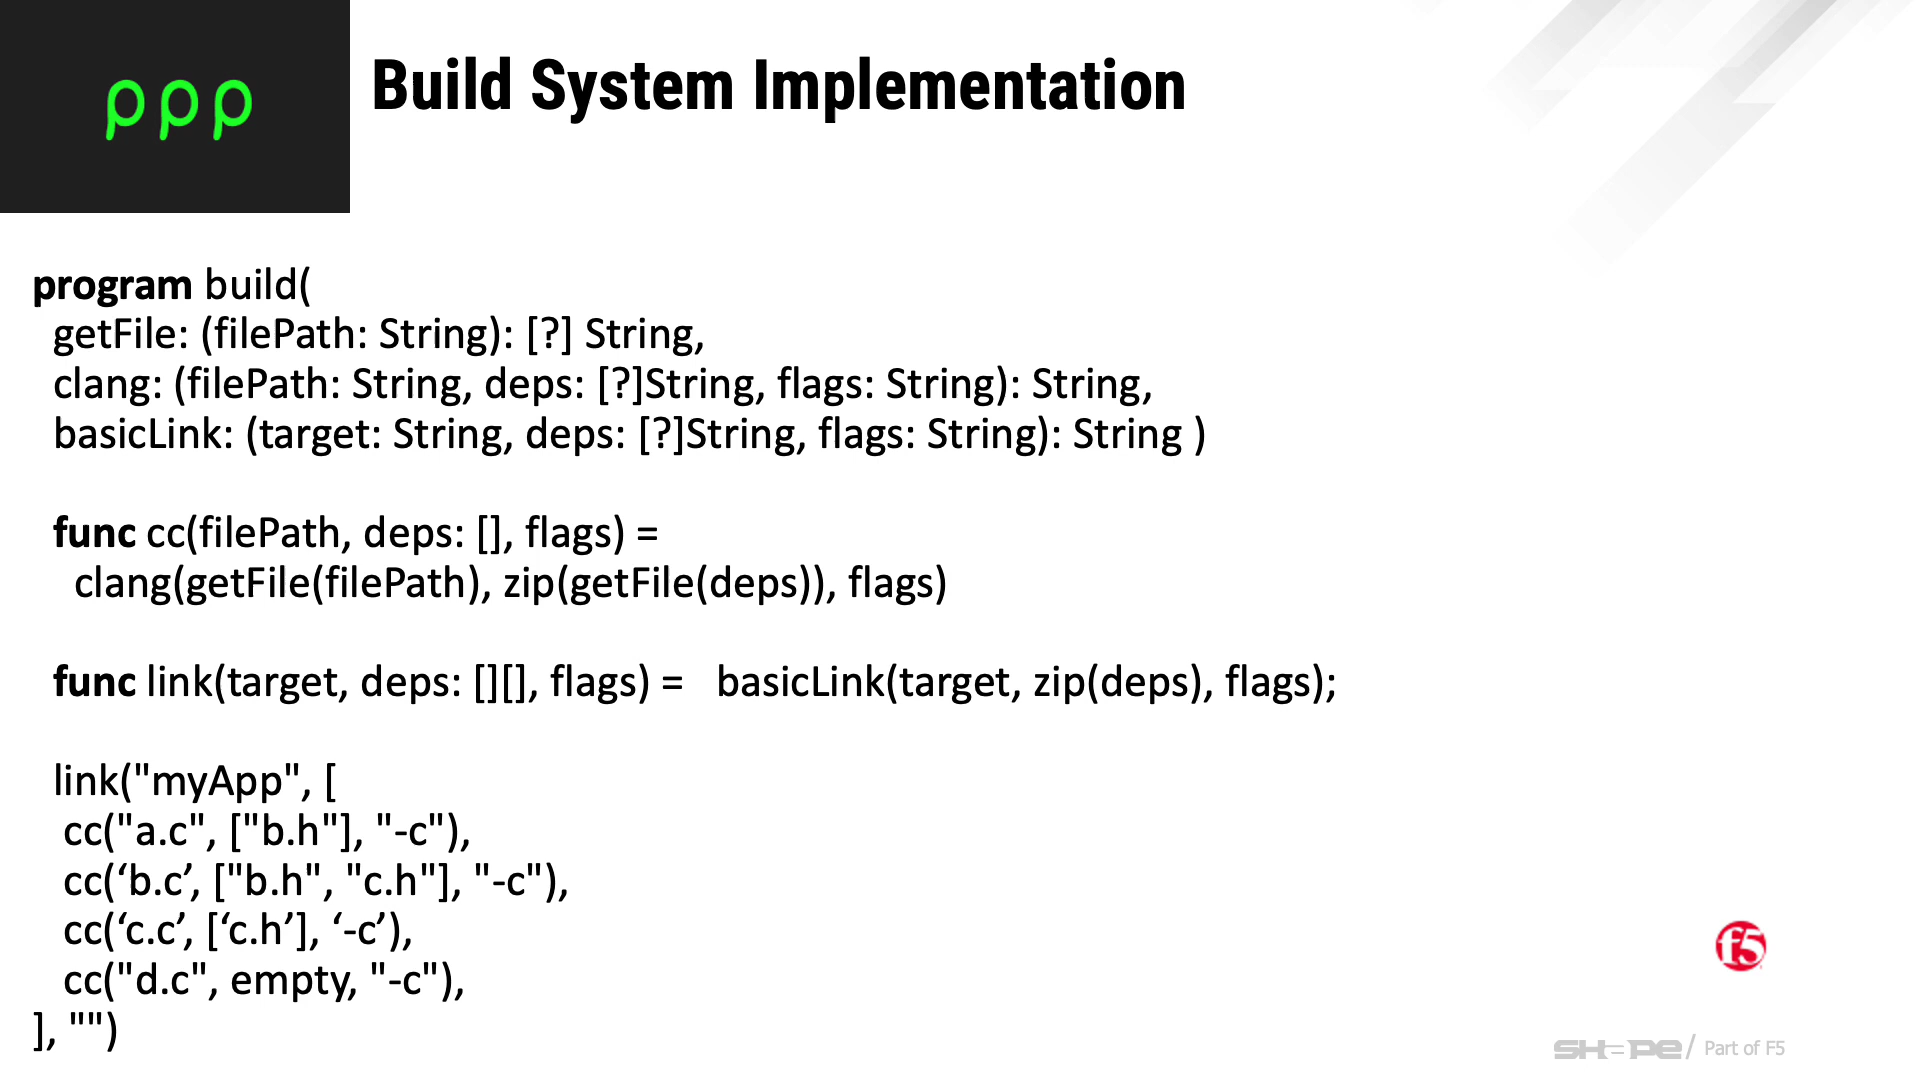 ρρρ
Build System Implementation
program build(
getFile: (filePath: String): [?] String,
clang: (filePath: String, deps: [?]String, flags: String): String,
basicLink: (target: String, deps: [?]String, flags: String): String )
func cc(filePath, deps: [], flags) =
clang(getFile(filePath), zip(getFile(deps)), flags)
func link(target, deps: [][], flags) =   basicLink(target, zip(deps), flags);
link("myApp", [
cc("a.c", ["b.h"], "-c"),
cc(‘b.c’, ["b.h", "c.h"], "-c"),
cc(‘c.c’, [‘c.h’], ‘-c’),
cc("d.c", empty, "-c"),
], "")
f5
SHAPE / Part of F5